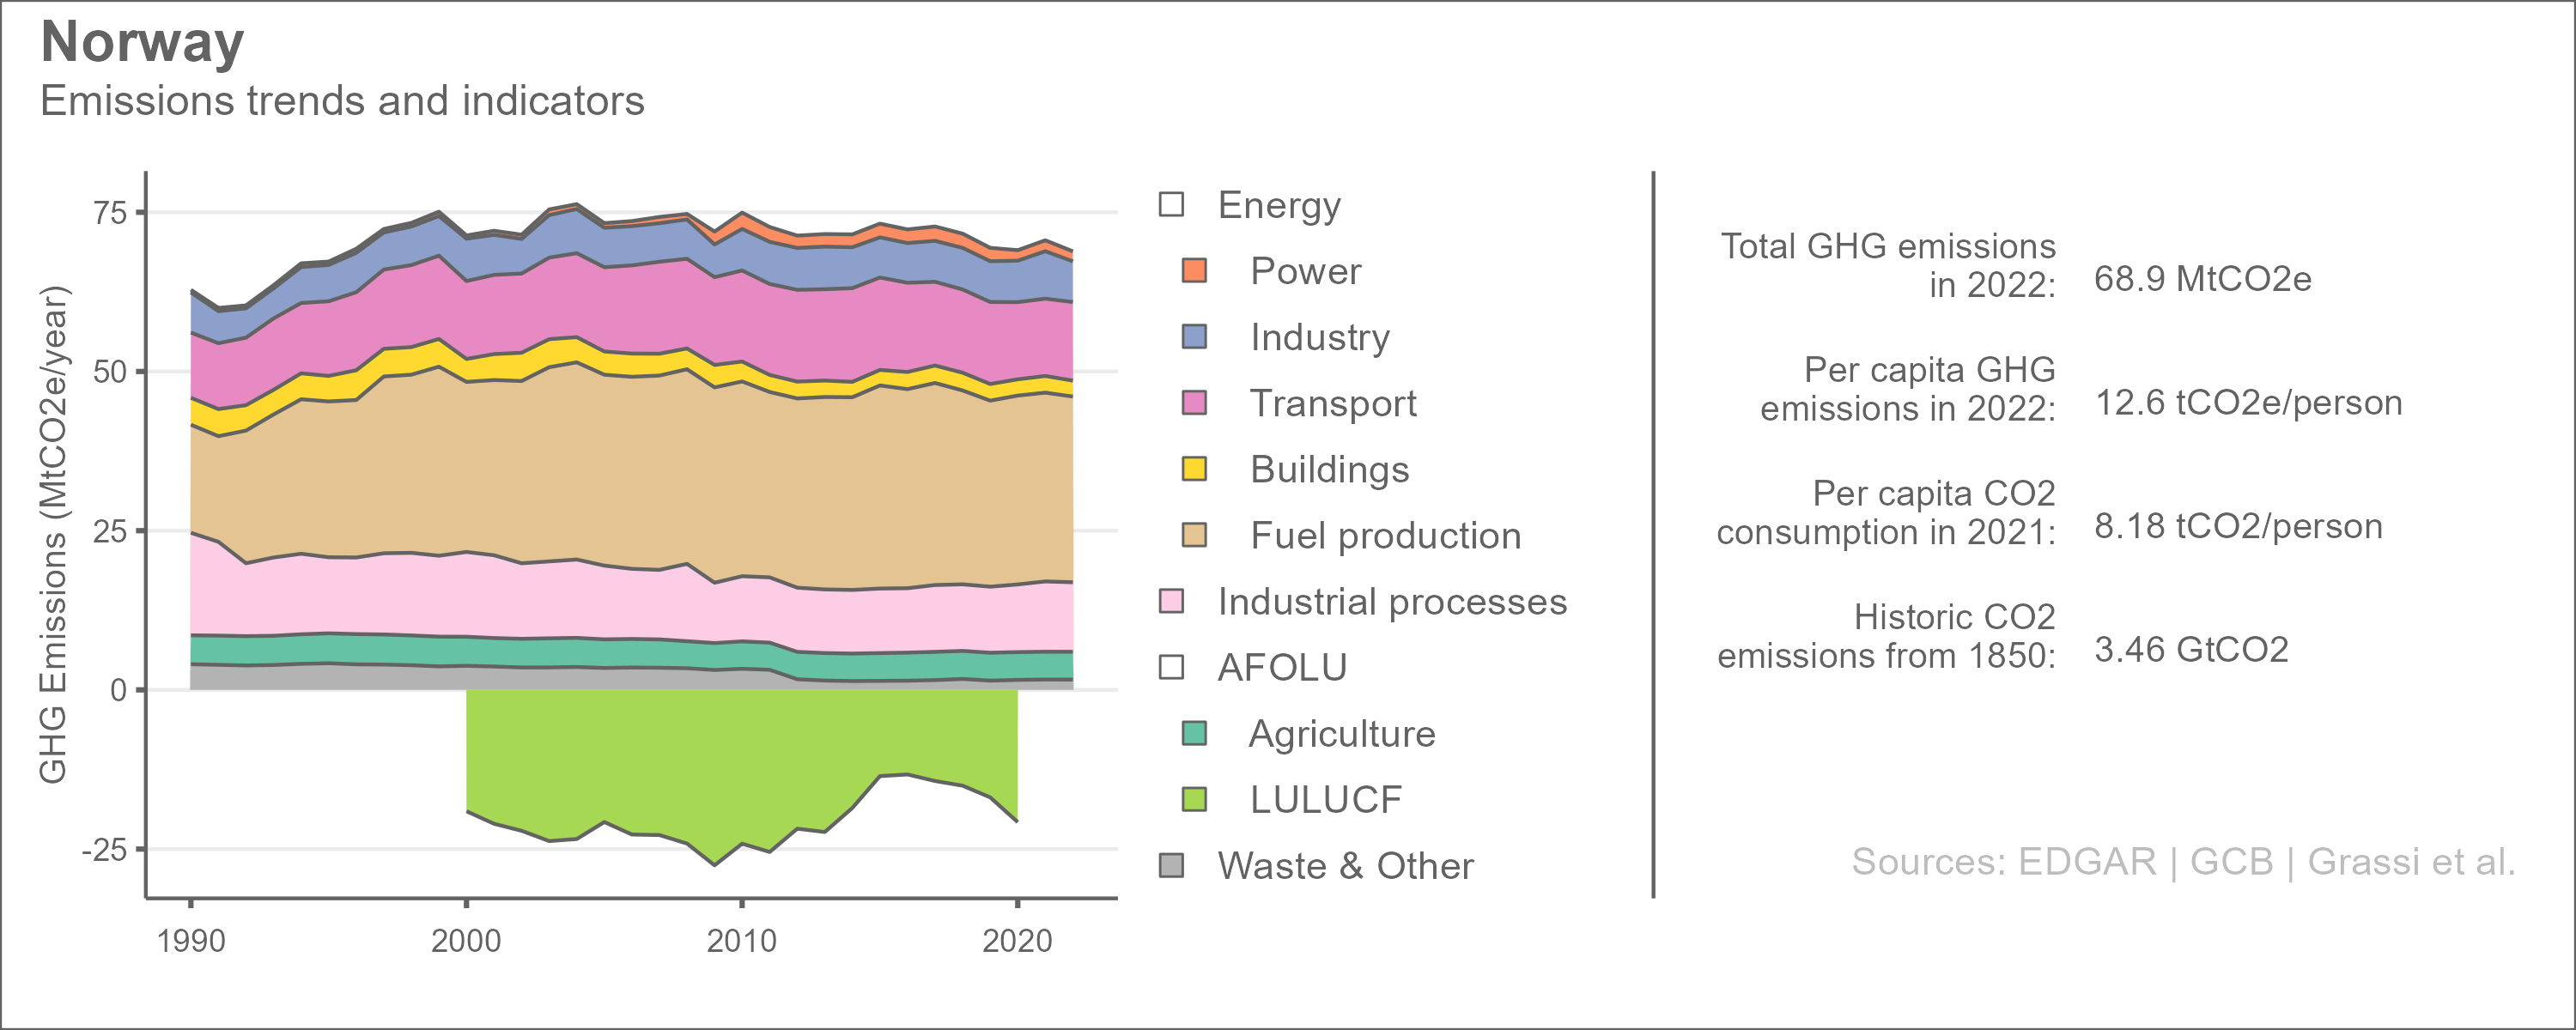 Norway
Emissions trends and indicators
GHG Emissions (MtCO2e/year)
75
50
25
0
-25
1990
2000
2010
2020
Energy
Power
Industry
Transport
Buildings
Fuel production
Industrial processes
AFOLU
Agriculture
LULUCF
Waste & Other
Total GHG emissions
in 2022:
68.9 MtCO2e
Per capita GHG
emissions in 2022:
12.6 tCO2e/person
Per capita CO2
consumption in 2021:
8.18 tCO2/person
Historic CO2
emissions from 1850:
3.46 GtCO2
Sources: EDGAR | GCB | Grassi et al.